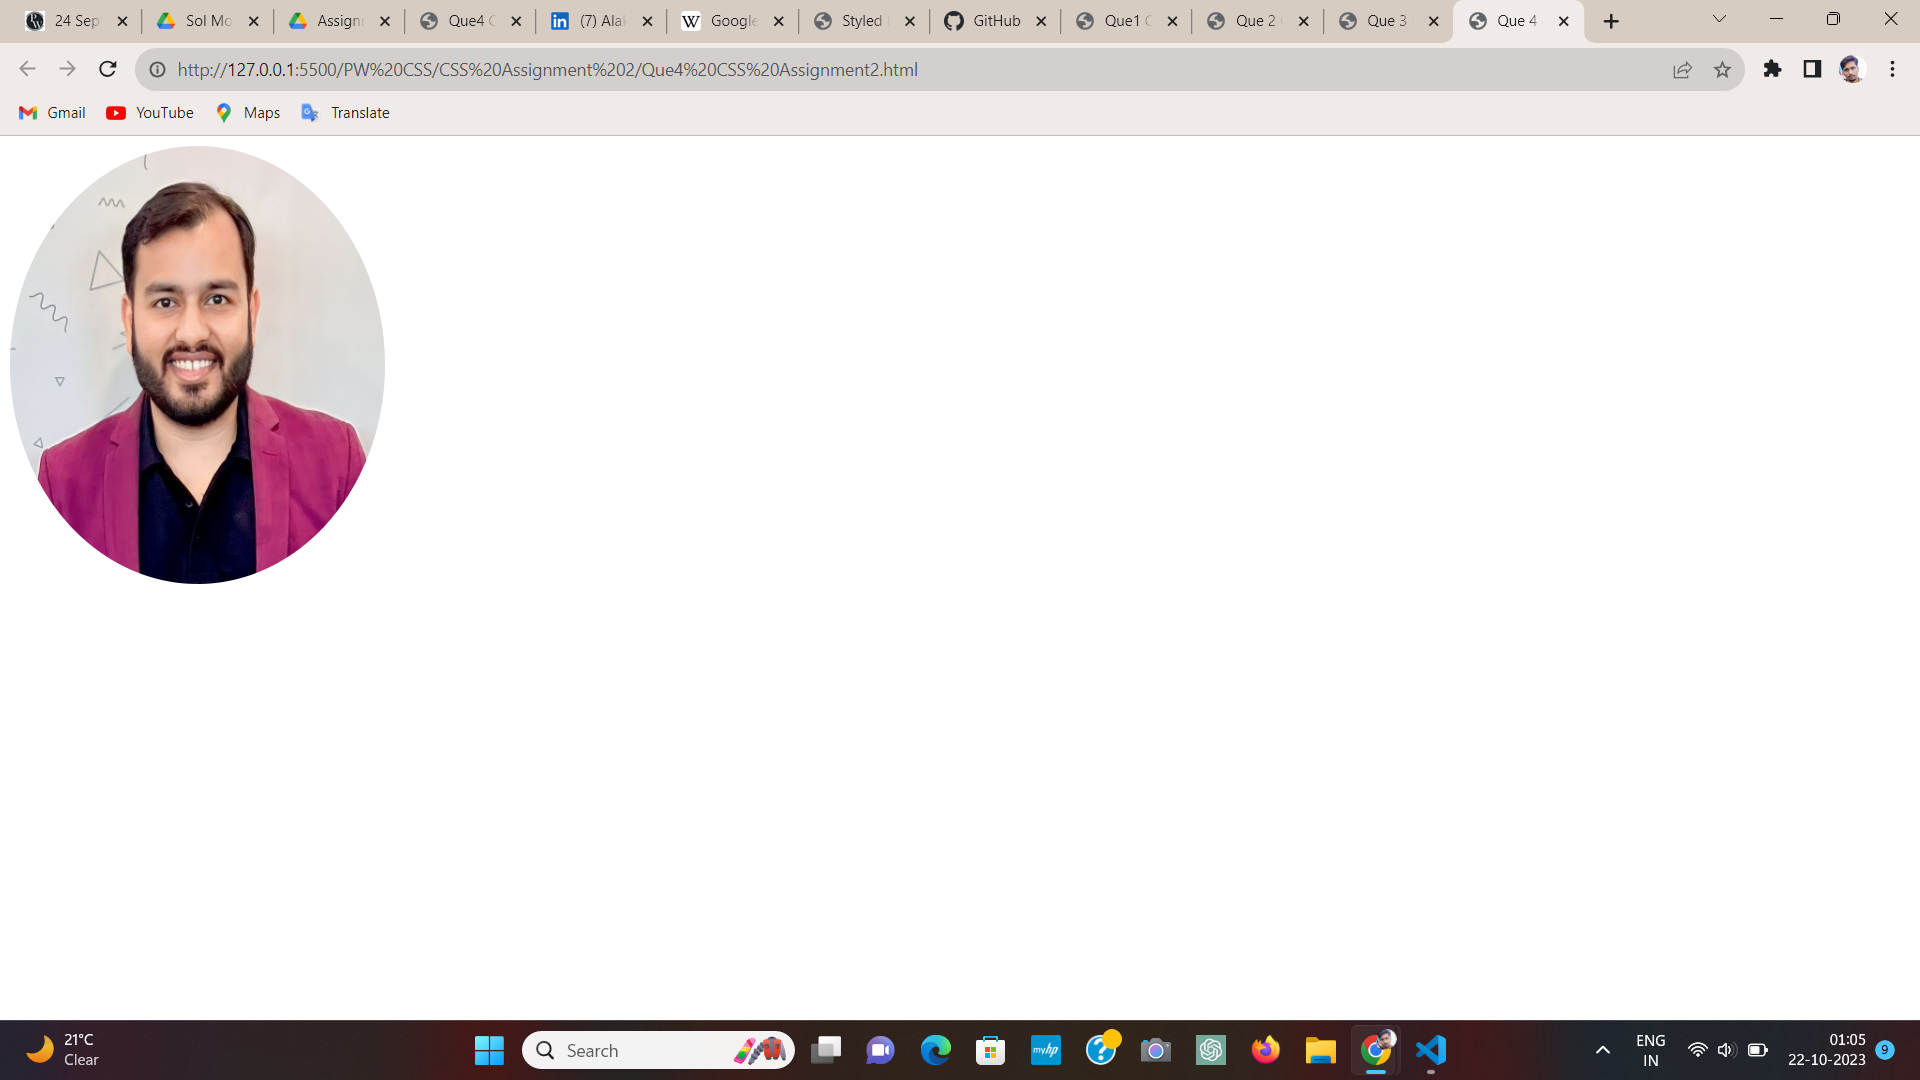 24 Sep
Sol Mo
Assign
Que4 C
(7) Alak
Google
Styled
GitHub
Que1 C
Que 2
Que 3
Que 4
http://127.0.0.1:5500/PW%20CSS/CSS%20Assignment%202/Que4%20CSS%20Assignment2.html
Gmail
YouTube
Maps
Translate
21°C
Clear
Search
myhp
ENG
IN
01:05
22-10-2023
9